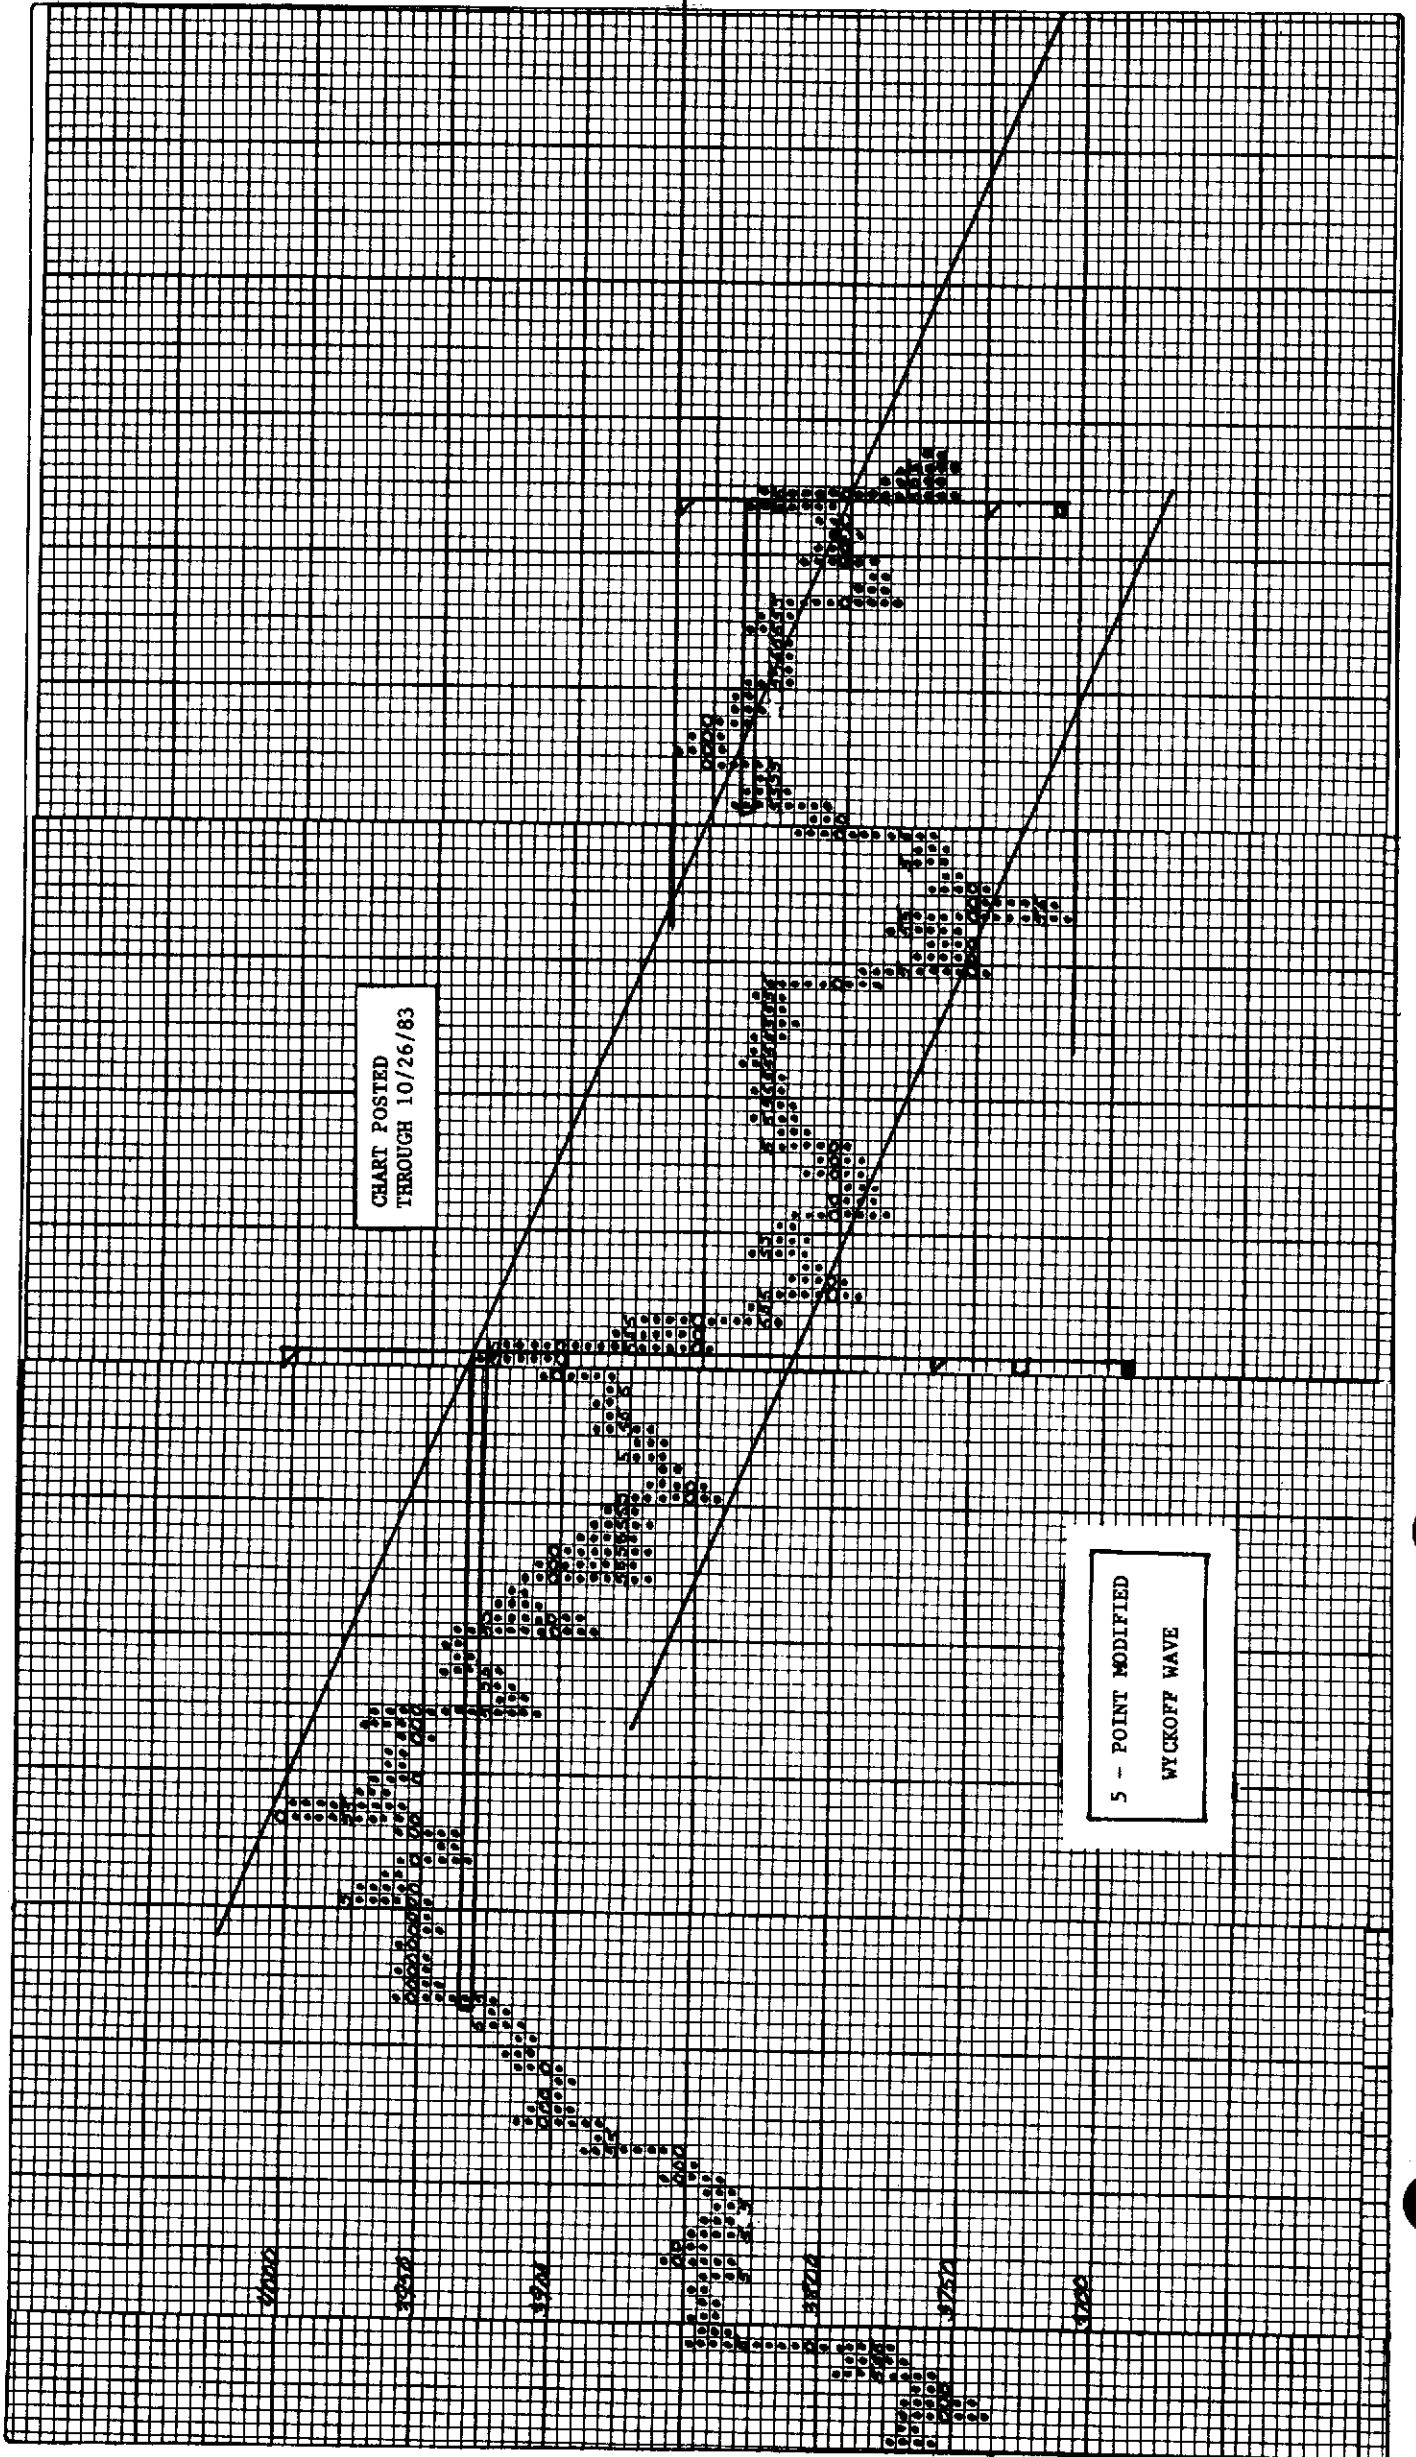 CHART POSTED
THROUGH 10/26/83
5 - POINT MODIFIED
WYCKOFF WAVE
4000
3950
3900
3800
3750
3700